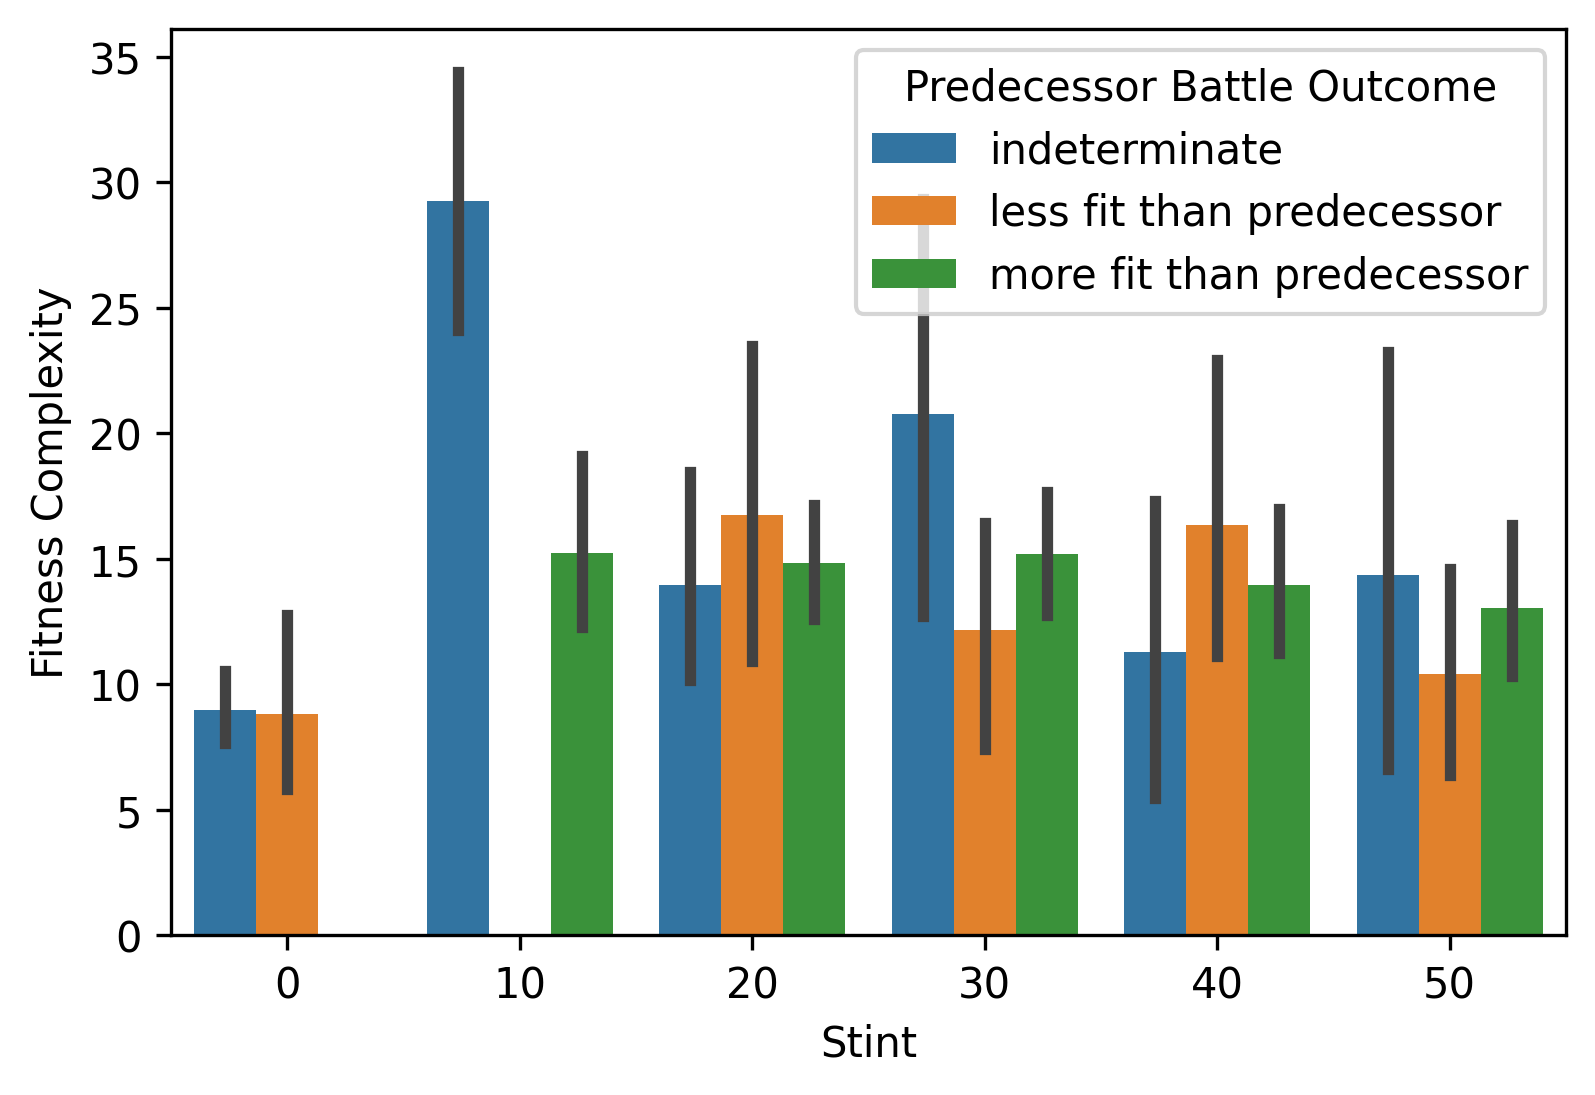 35
30
25
20
15
10
5
0
Fitness Complexity
Predecessor Battle Outcome
indeterminate
less fit than predecessor
more fit than predecessor
0 10 20 30 40 50
Stint